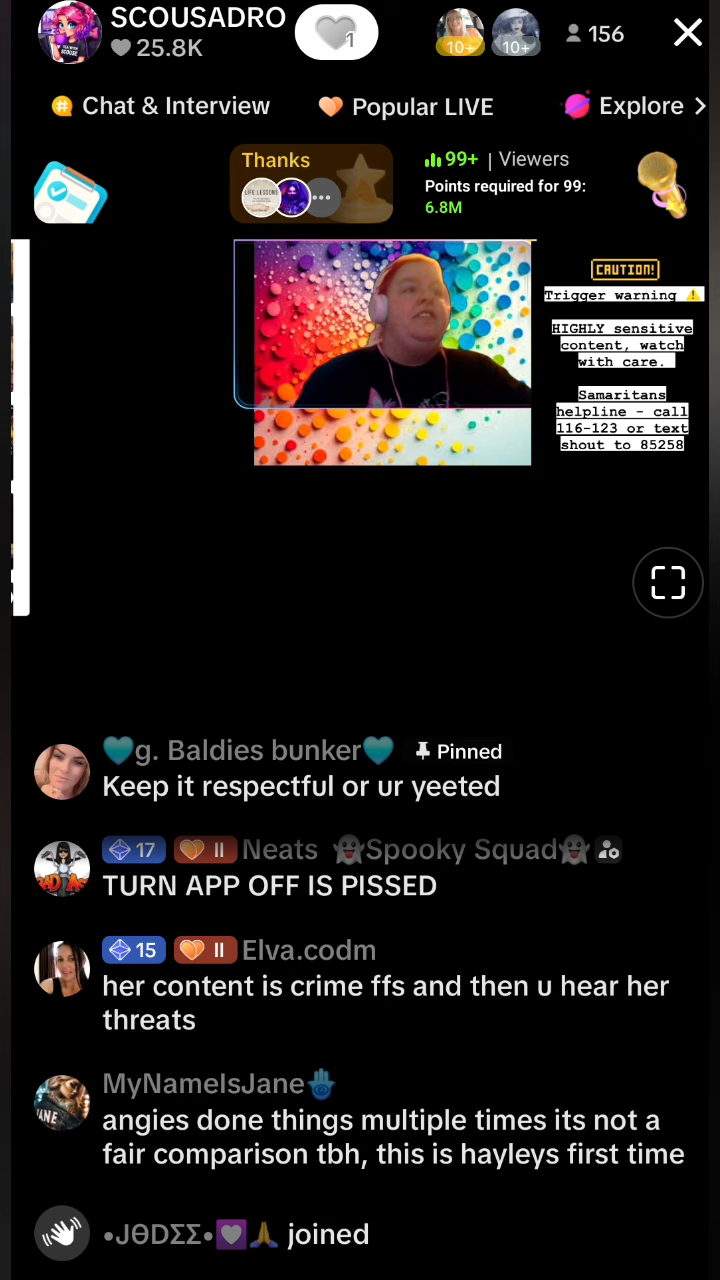 SCOUSADRO
25.8K
1
10+
10+
156
Chat & Interview
Popular LIVE
Explore
Thanks
LIFE LESSONS
99+ | Viewers
Points required for 99:
6.8M
CAUTION!
Trigger warning ⚠️
HIGHLY sensitive
content, watch
with care.
Samaritans
helpline - call
116-123 or text
shout to 85258
🩵g. Baldies bunker🩵 Pinned
Keep it respectful or ur yeeted
17 II Neats 👻Spooky Squad👻
TURN APP OFF IS PISSED
15 II Elva.codm
her content is crime ffs and then u hear her
threats
MyNameIsJane🪬
angies done things multiple times its not a
fair comparison tbh, this is hayleys first time
•JΘDΣΣ•💟🙏 joined